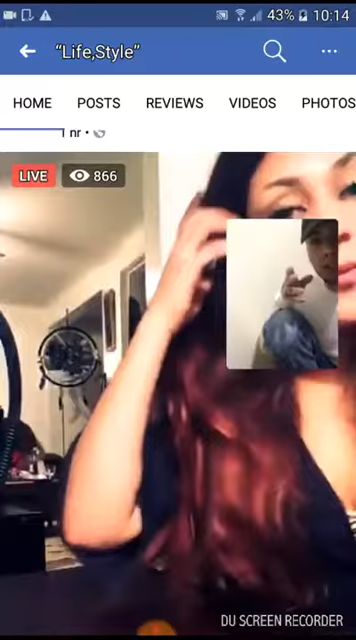 43% 10:14
"Life,Style"
HOME POSTS REVIEWS VIDEOS PHOTOS
LIVE 866
DU SCREEN RECORDER